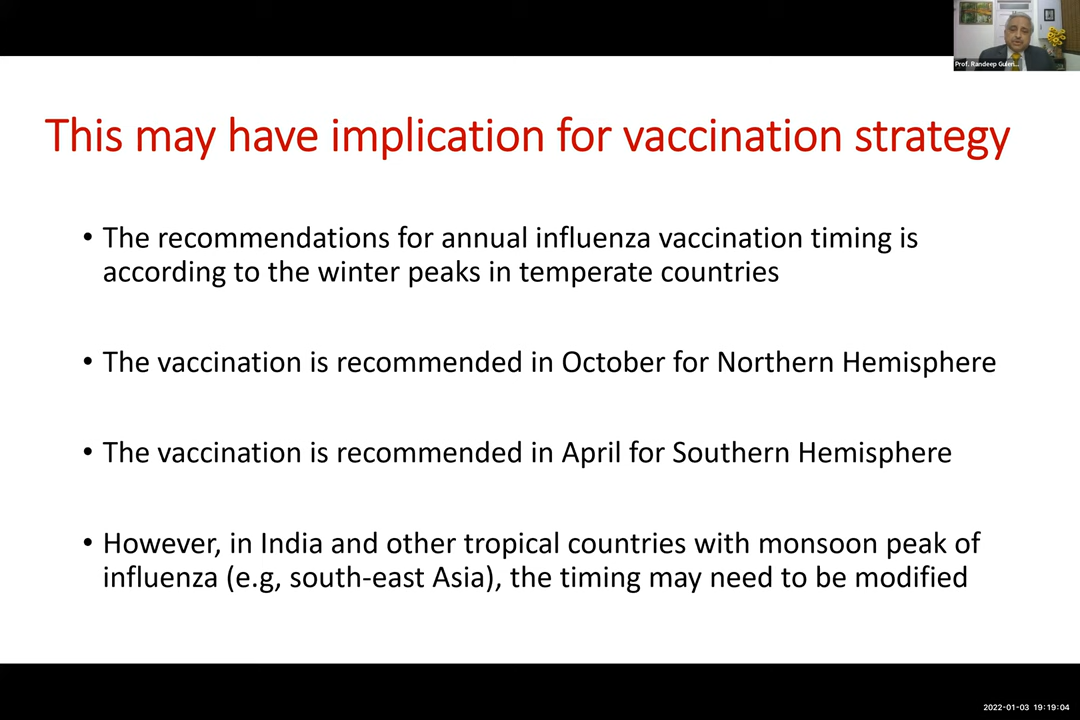 Prof. Randeep Guleri...
This may have implication for vaccination strategy
• The recommendations for annual influenza vaccination timing is
according to the winter peaks in temperate countries
• The vaccination is recommended in October for Northern Hemisphere
• The vaccination is recommended in April for Southern Hemisphere
• However, in India and other tropical countries with monsoon peak of
influenza (e.g, south-east Asia), the timing may need to be modified
2022-01-03 19:19:04